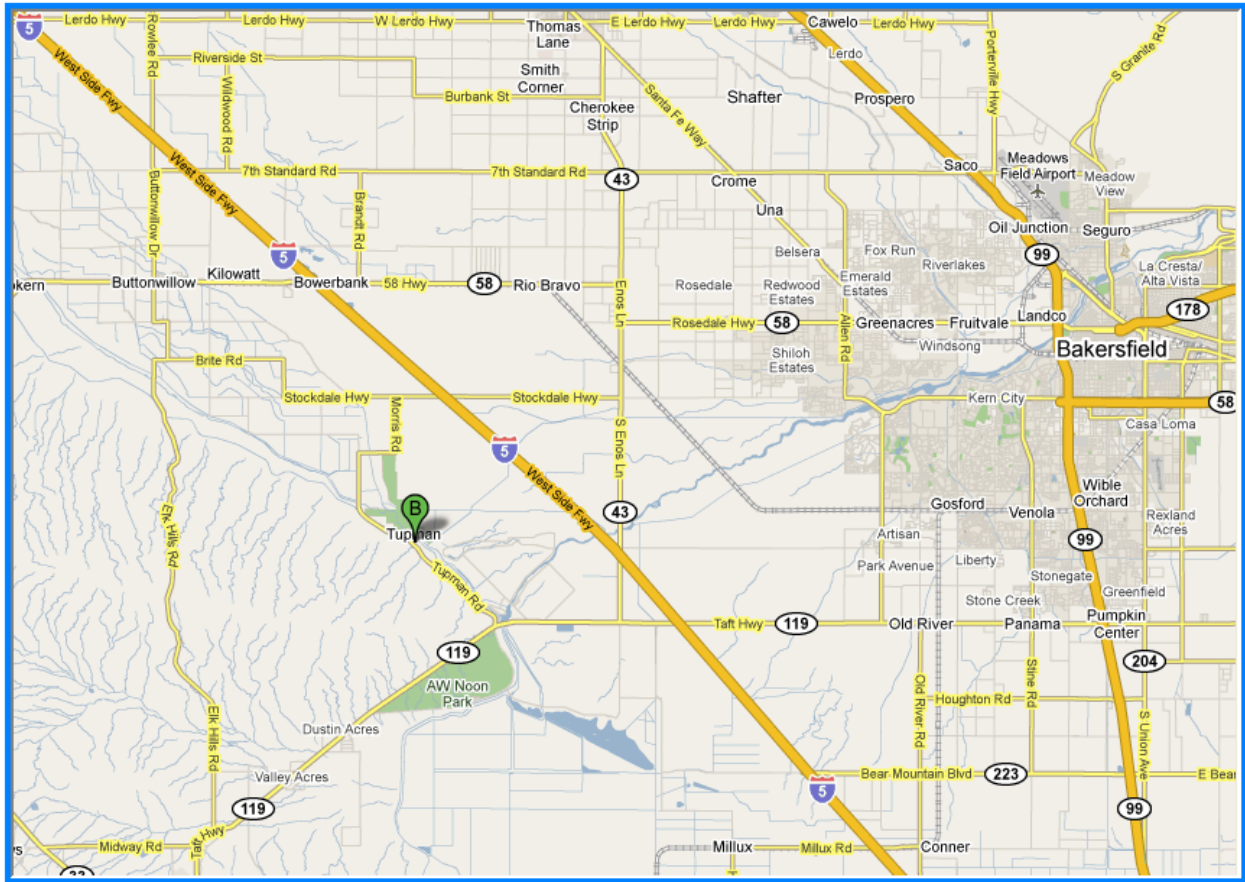 Lerdo Hwy
Lerdo Hwy
W Lerdo Hwy
E Lerdo Hwy
Lerdo Hwy
Cawelo
Lerdo Hwy
5
Rowlee Rd
Thomas
Lane
Lerdo
Porterville Hwy
S Granite Rd
Riverside St
West Side Fwy
Wildwood Rd
Smith
Corner
Burbank St
Cherokee
Strip
Santa Fe Way
Shafter
Prospero
West Side Fwy
7th Standard Rd
7th Standard Rd
43
Crome
Saco
Meadows
Field Airport
Meadow
View
Buttonwillow Dr
Brandt Rd
Una
Oil Junction
Seguro
5
Belsera
Fox Run
Riverlakes
99
okern
Buttonwillow
Kilowatt
Bowerbank
58 Hwy
58
Rio Bravo
Enos Ln
Rosedale
Redwood
Estates
Emerald
Estates
La Cresta/
Alta Vista
178
Rosedale Hwy
58
Allen Rd
Greenacres
Fruitvale
Landco
Windsong
Bakersfield
Brite Rd
Shiloh
Estates
Stockdale Hwy
Stockdale Hwy
Kern City
58
Morris Rd
S Enos Ln
Casa Loma
5
West Side Fwy
Elk Hills Rd
B
Tupman
43
Gosford
Wible
Orchard
Venola
Rexland
Acres
Artisan
99
Park Avenue
Liberty
Stonegate
Greenfield
Tupman Rd
Stone Creek
Taft Hwy
119
Old River
Panama
Pumpkin
Center
119
204
AW Noon
Park
Old River Rd
Stine Rd
Houghton Rd
S Union Ave
Elk Hills Rd
Dustin Acres
Valley Acres
5
Bear Mountain Blvd
223
E Bear
119
99
Taft Hwy
Midway Rd
ws
33
Millux
Millux Rd
Conner